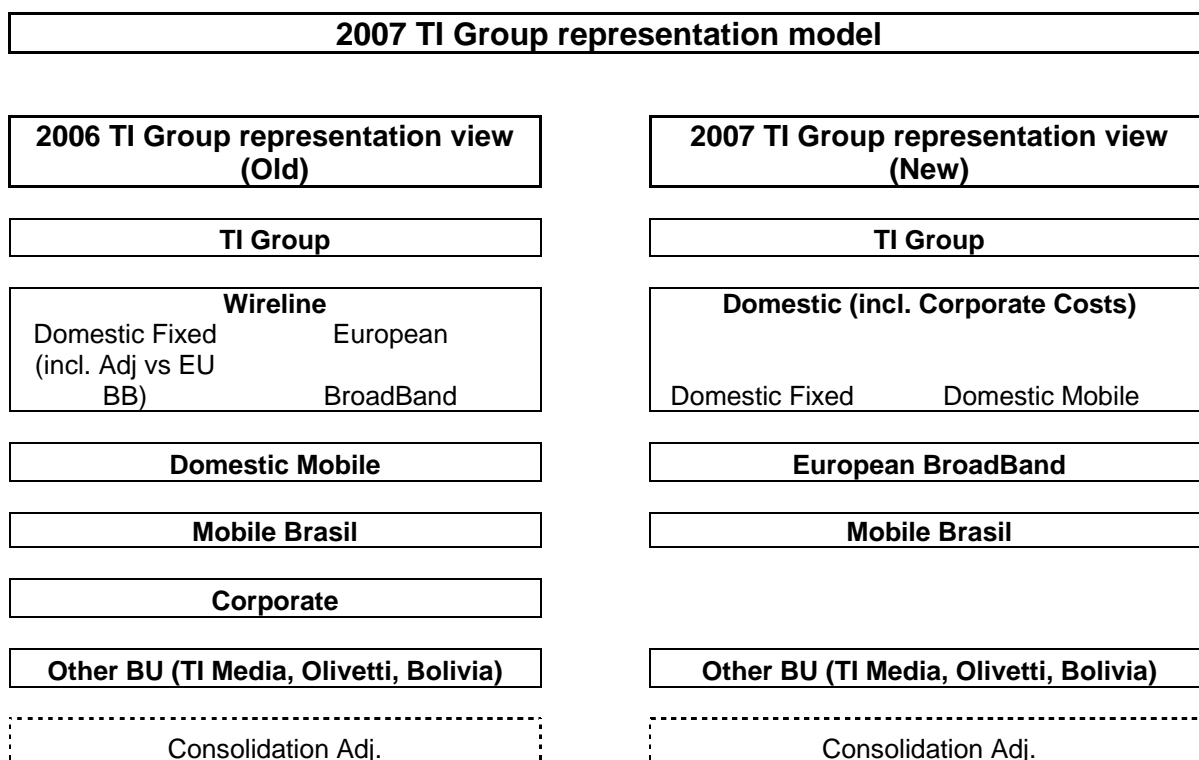 2007 TI Group representation model
2006 TI Group representation view
(Old)
TI Group
Wireline
Domestic Fixed
(incl. Adj vs EU
BB)
European
BroadBand
Domestic Mobile
Mobile Brasil
Corporate
Other BU (TI Media, Olivetti, Bolivia)
Consolidation Adj.
2007 TI Group representation view
(New)
TI Group
Domestic (incl. Corporate Costs)
Domestic Fixed
Domestic Mobile
European BroadBand
Mobile Brasil
Other BU (TI Media, Olivetti, Bolivia)
Consolidation Adj.